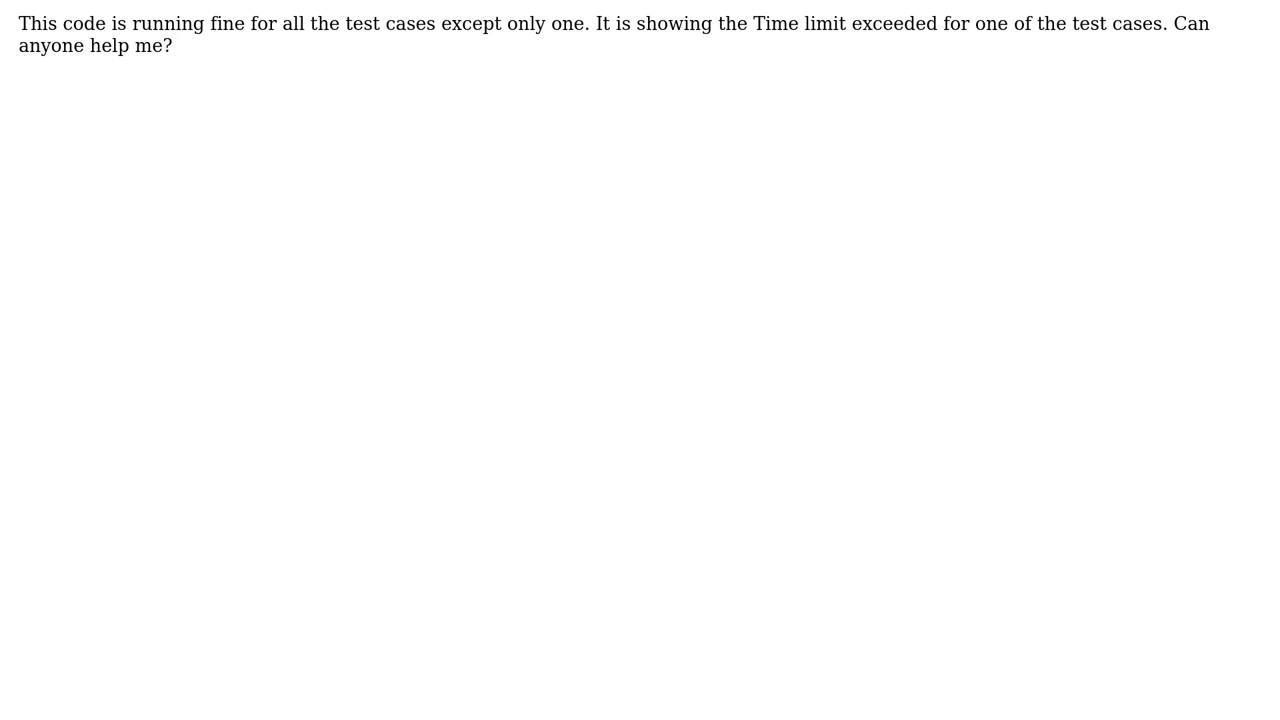 This code is running fine for all the test cases except only one. It is showing the Time limit exceeded for one of the test cases. Can
anyone help me?